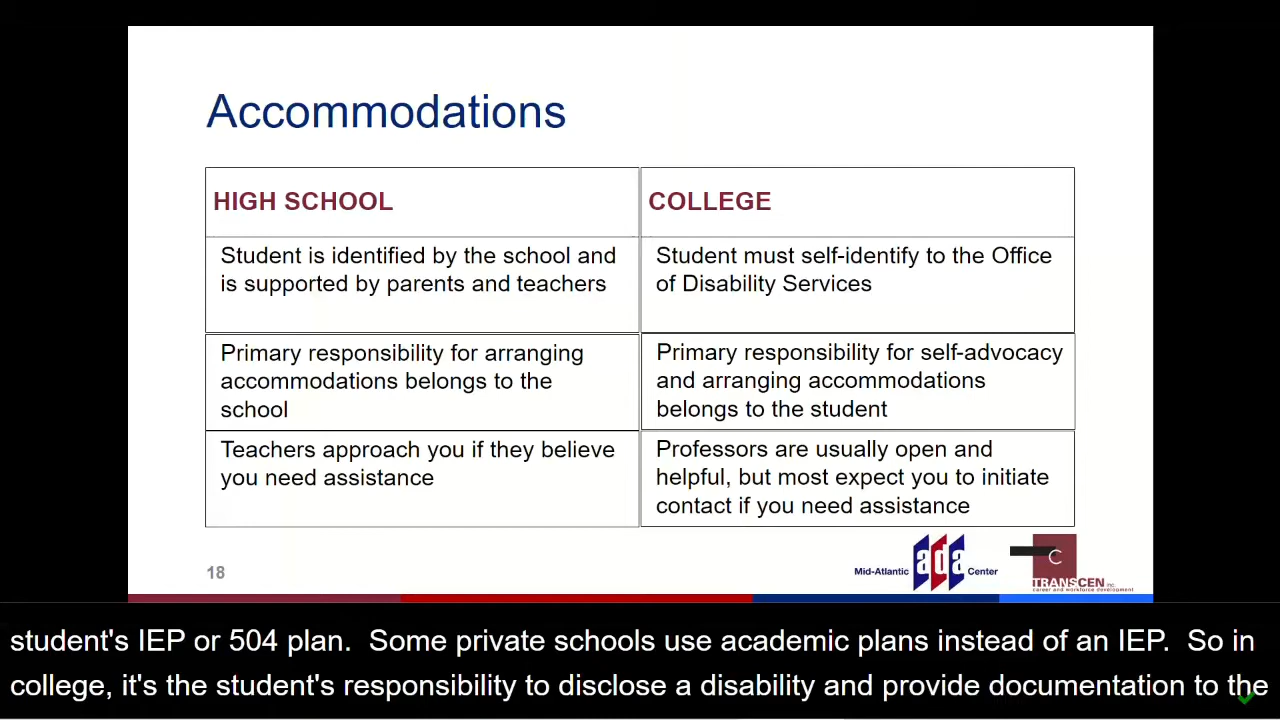 Accommodations
HIGH SCHOOL
COLLEGE
Student is identified by the school and
is supported by parents and teachers
Student must self-identify to the Office
of Disability Services
Primary responsibility for arranging
accommodations belongs to the
school
Primary responsibility for self-advocacy
and arranging accommodations
belongs to the student
Teachers approach you if they believe
you need assistance
Professors are usually open and
helpful, but most expect you to initiate
contact if you need assistance
18
Mid-Atlantic ada Center
C
TRANSCEN inc.
career and workforce development
student's IEP or 504 plan.  Some private schools use academic plans instead of an IEP.  So in
college, it's the student's responsibility to disclose a disability and provide documentation to the